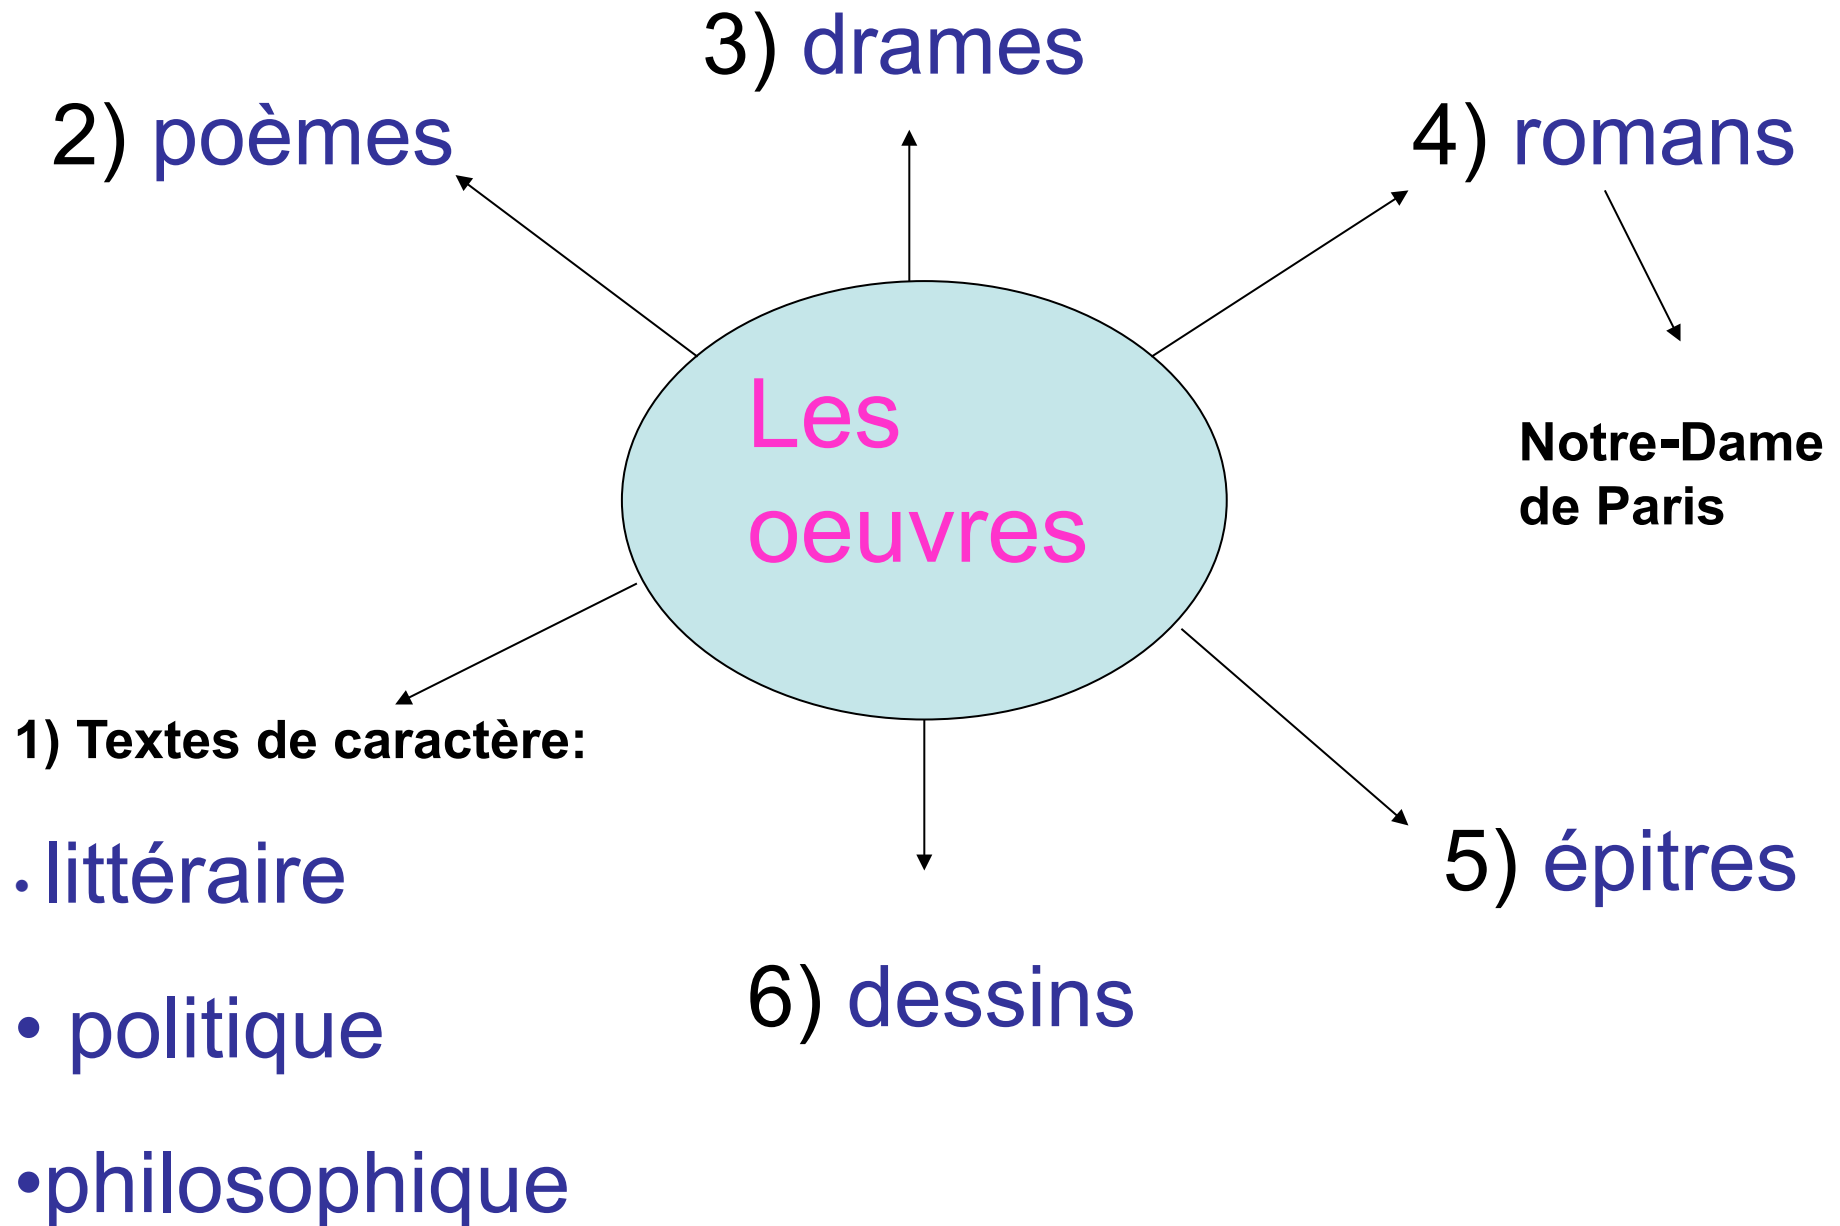 3) drames
2) poèmes
4) romans
Les
oeuvres
Notre-Dame
de Paris
1) Textes de caractère:
• littéraire
• politique
•philosophique
5) épitres
6) dessins